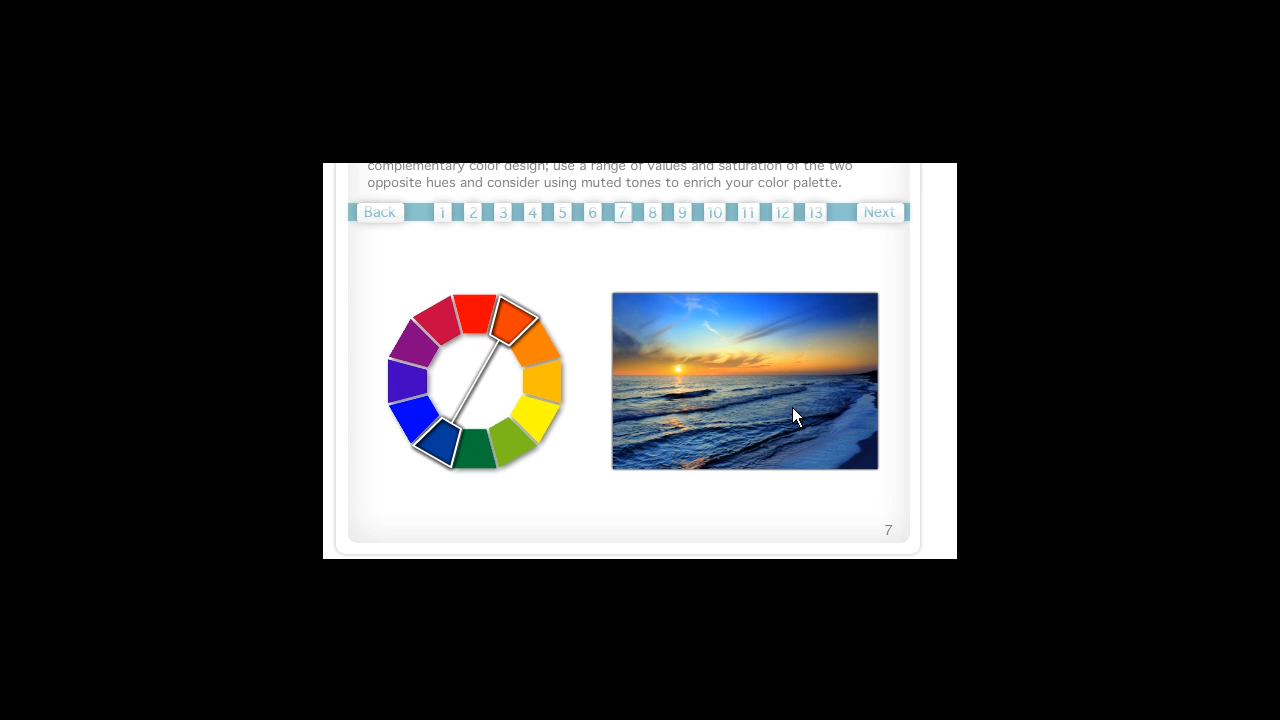 complementary color design; use a range of values and saturation of the two
opposite hues and consider using muted tones to enrich your color palette.
Back 1 2 3 4 5 6 7 8 9 10 11 12 13 Next
7